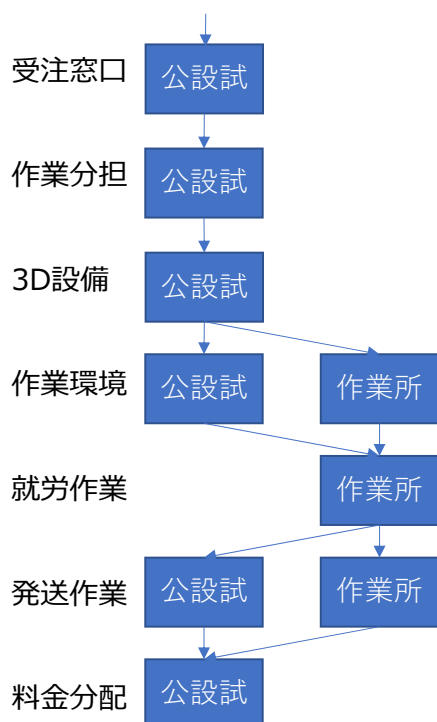 受注窓口 公設試
作業分担 公設試
3D設備 公設試
作業環境 公設試 作業所
就労作業 作業所
発送作業 公設試 作業所
料金分配 公設試